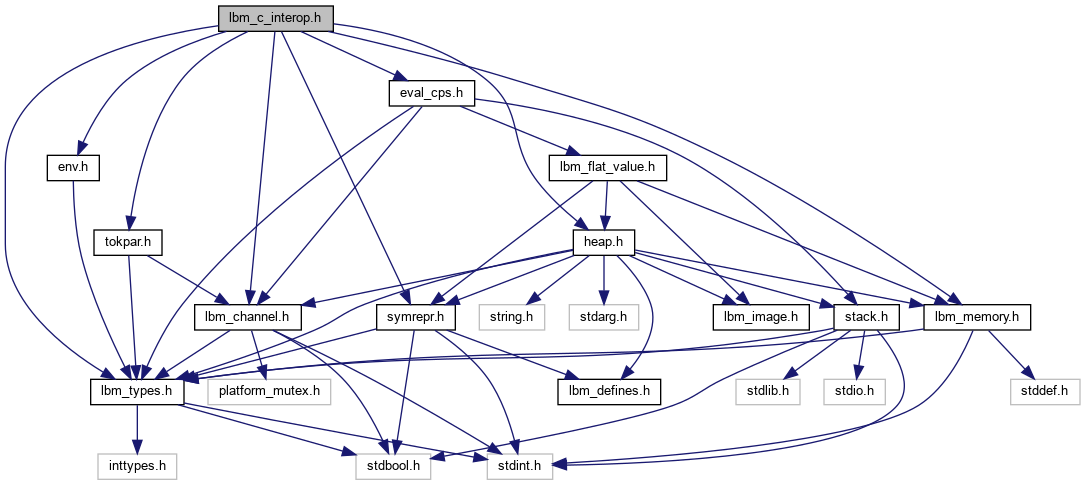 lbm_c_interop.h
eval_cps.h
env.h
lbm_flat_value.h
tokpar.h
heap.h
lbm_channel.h
symrepr.h
string.h
stdarg.h
lbm_image.h
stack.h
lbm_memory.h
lbm_types.h
platform_mutex.h
lbm_defines.h
stdlib.h
stdio.h
stddef.h
inttypes.h
stdbool.h
stdint.h